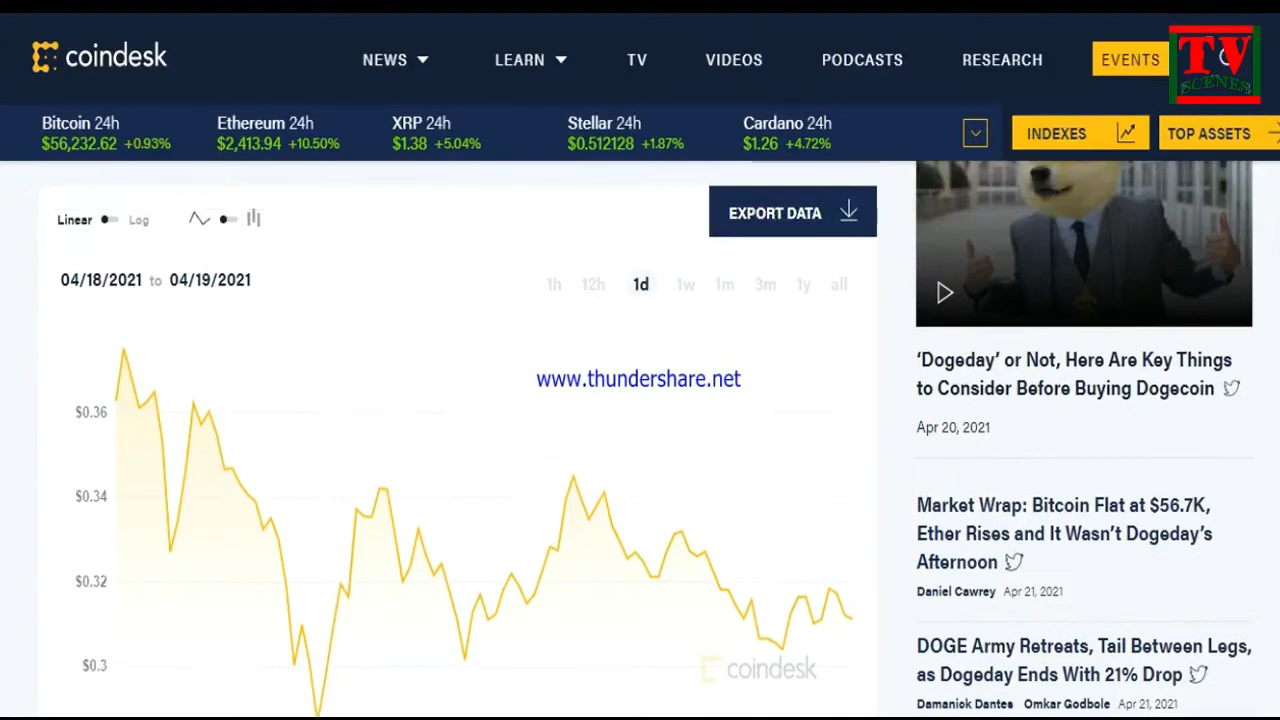 coindesk
NEWS LEARN TV VIDEOS PODCASTS RESEARCH EVENTS
TV
SCENES
Bitcoin 24h Ethereum 24h XRP 24h Stellar 24h Cardano 24h
$56,232.62 +0.93% $2,413.94 +10.50% $1.38 +5.04% $0.512128 +1.87% $1.26 +4.72%
INDEXES TOP ASSETS
Linear Log
EXPORT DATA
04/18/2021 to 04/19/2021
1h 12h 1d 1w 1m 3m 1y all
www.thundershare.net
$0.36
$0.34
$0.32
$0.3
coindesk
‘Dogeday’ or Not, Here Are Key Things
to Consider Before Buying Dogecoin
Apr 20, 2021
Market Wrap: Bitcoin Flat at $56.7K,
Ether Rises and It Wasn’t Dogeday’s
Afternoon
Daniel Cawrey Apr 21, 2021
DOGE Army Retreats, Tail Between Legs,
as Dogeday Ends With 21% Drop
Damanick Dantes Omkar Godbole Apr 21, 2021